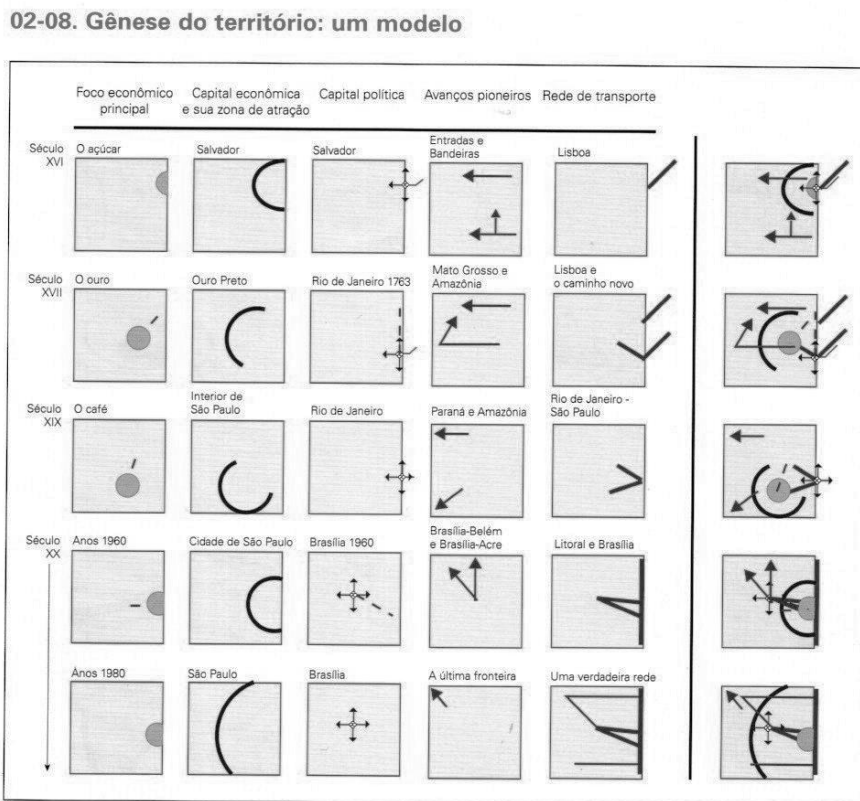 02-08. Gênese do território: um modelo
Foco econômico
principal
Capital econômica
e sua zona de atração
Capital política
Avanços pioneiros
Rede de transporte
Século
XVI
O açúcar
Salvador
Salvador
Entradas e
Bandeiras
Lisboa
Século
XVII
O ouro
Ouro Preto
Rio de Janeiro 1763
Mato Grosso e
Amazônia
Lisboa e
o caminho novo
Século
XIX
O café
Interior de
São Paulo
Rio de Janeiro
Paraná e Amazônia
Rio de Janeiro -
São Paulo
Século
XX
Anos 1960
Cidade de São Paulo
Brasília 1960
Brasília-Belém
e Brasília-Acre
Litoral e Brasília
Anos 1980
São Paulo
Brasília
A última fronteira
Uma verdadeira rede